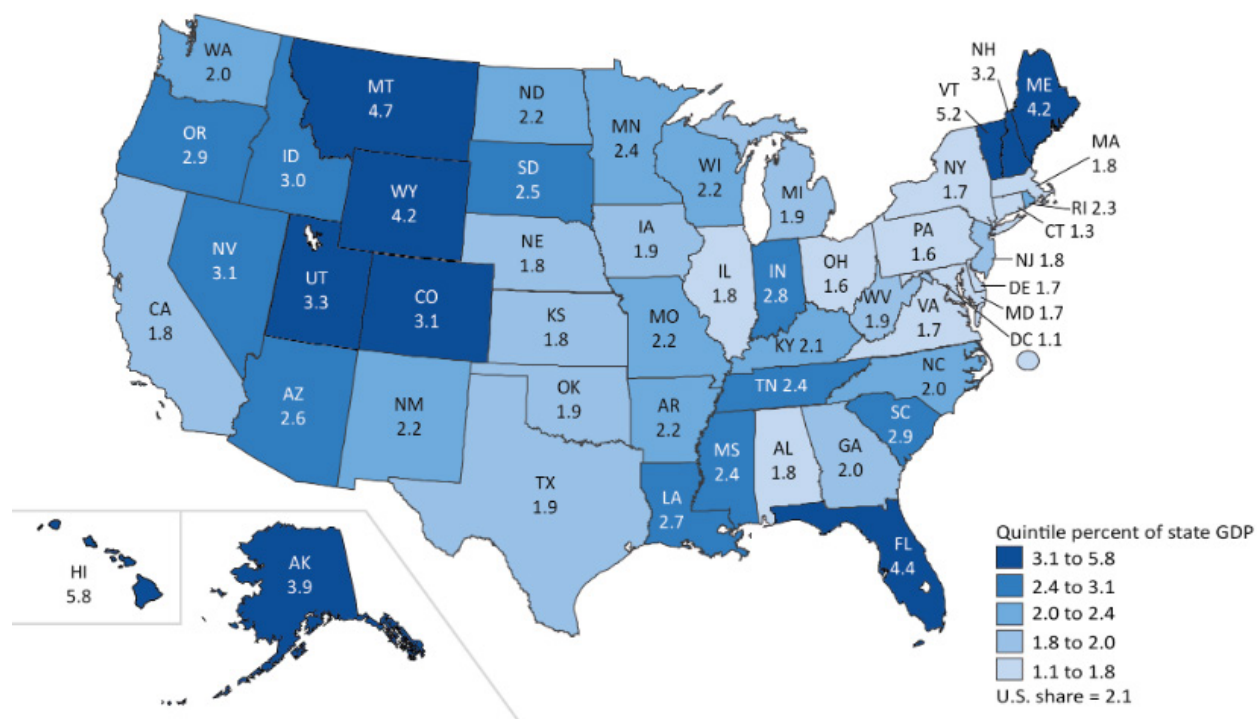 WA
2.0
MT
4.7
ND
2.2
MN
2.4
NH
3.2
VT
5.2
ME
4.2
OR
2.9
ID
3.0
SD
2.5
WI
2.2
MI
1.9
NY
1.7
MA
1.8
WY
4.2
RI 2.3
CT 1.3
NV
3.1
UT
3.3
CO
3.1
NE
1.8
IA
1.9
IL
1.8
IN
2.8
OH
1.6
PA
1.6
NJ 1.8
DE 1.7
MD 1.7
DC 1.1
CA
1.8
KS
1.8
MO
2.2
WV
1.9
VA
1.7
KY 2.1
AZ
2.6
NM
2.2
OK
1.9
AR
2.2
TN 2.4
NC
2.0
SC
2.9
MS
2.4
AL
1.8
GA
2.0
TX
1.9
LA
2.7
FL
4.4
HI
5.8
AK
3.9
Quintile percent of state GDP
3.1 to 5.8
2.4 to 3.1
2.0 to 2.4
1.8 to 2.0
1.1 to 1.8
U.S. share = 2.1